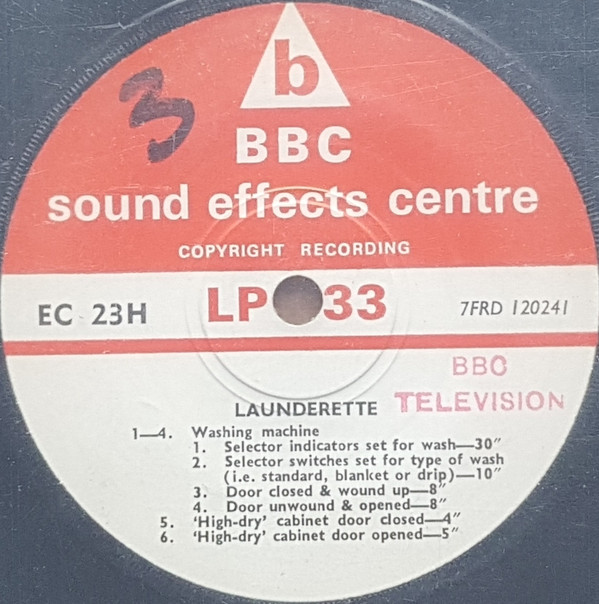 3
b
BBC
sound effects centre
COPYRIGHT RECORDING
EC 23H LP 33 7FRD 120241
BBC
TELEVISION
LAUNDERETTE
1—4. Washing machine
1. Selector indicators set for wash—30″
2. Selector switches set for type of wash
(i.e. standard, blanket or drip)—10″
3. Door closed & wound up—8″
4. Door unwound & opened—8″
5. ‘High-dry’ cabinet door closed—4″
6. ‘High-dry’ cabinet door opened—5″